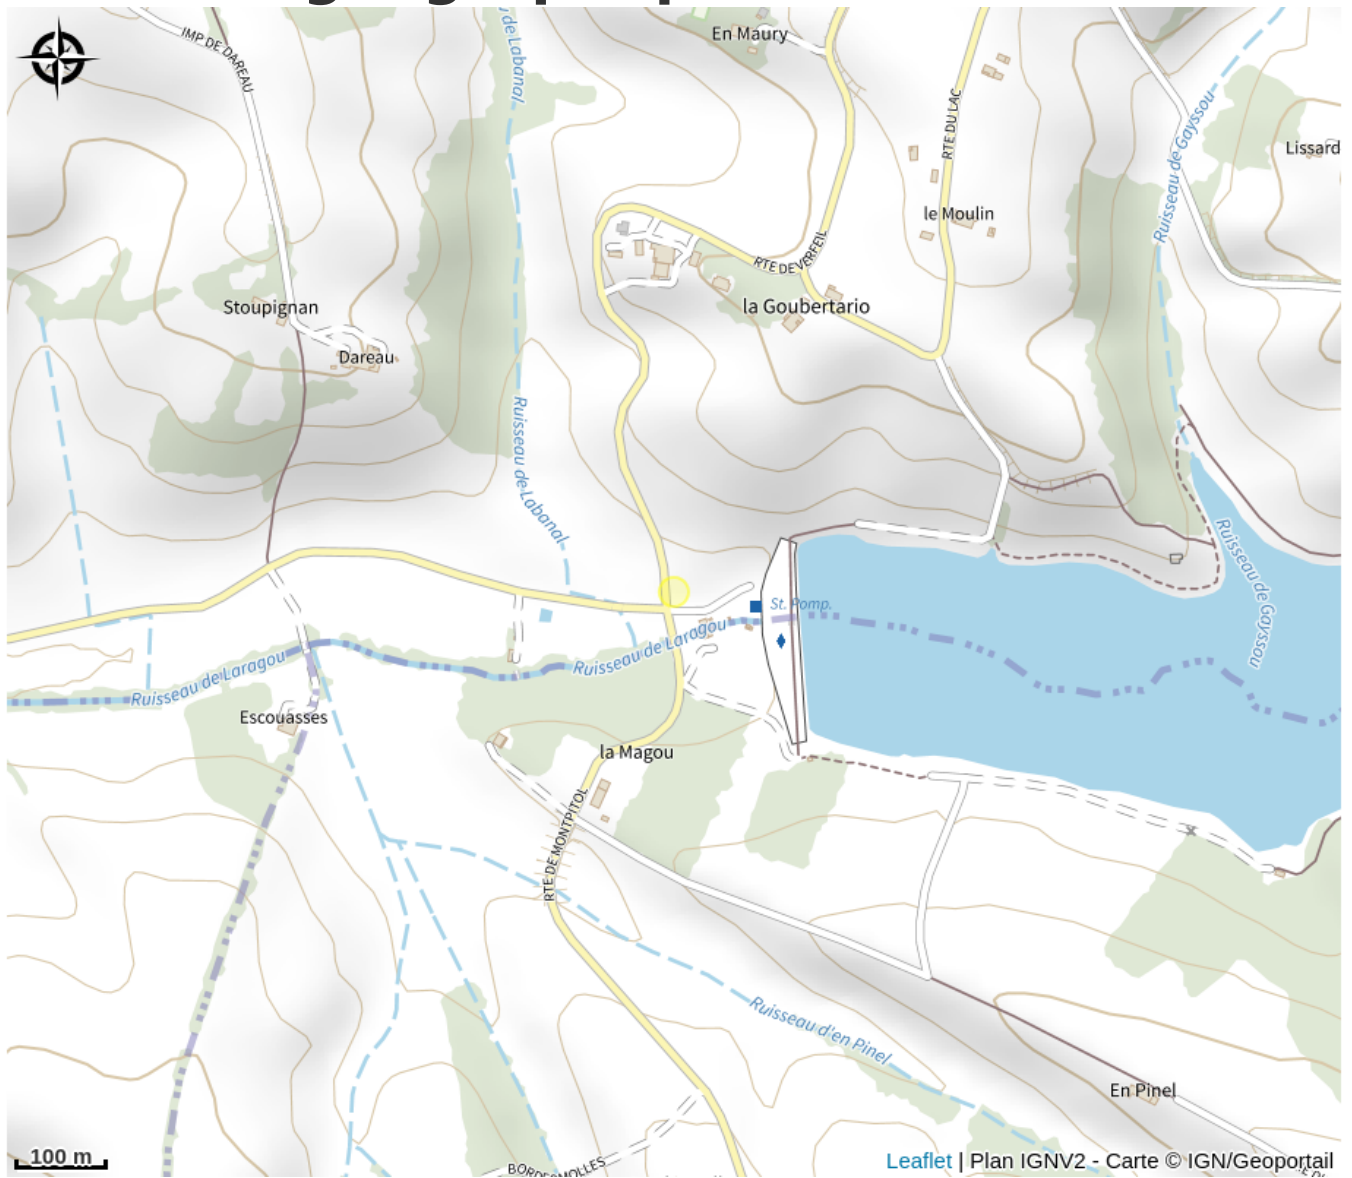 IMP DE DAREAU
u de Labanal
En Maury
RTE DU LAC
Ruisseau de Gayssou
Lissard
le Moulin
RTE DE VERFEIL
Stoupignan
la Goubertario
Dareau
Ruisseau de Labanal
Ruisseau de Gayssou
St. Pomp.
Ruisseau de Laragou
Ruisseau de Laragou
Escouasses
la Magou
RTE DE MONTPITOL
Ruisseau d'en Pinel
En Pinel
100 m
BORDESMOLLES
Leaflet | Plan IGNV2 - Carte © IGN/Geoportail